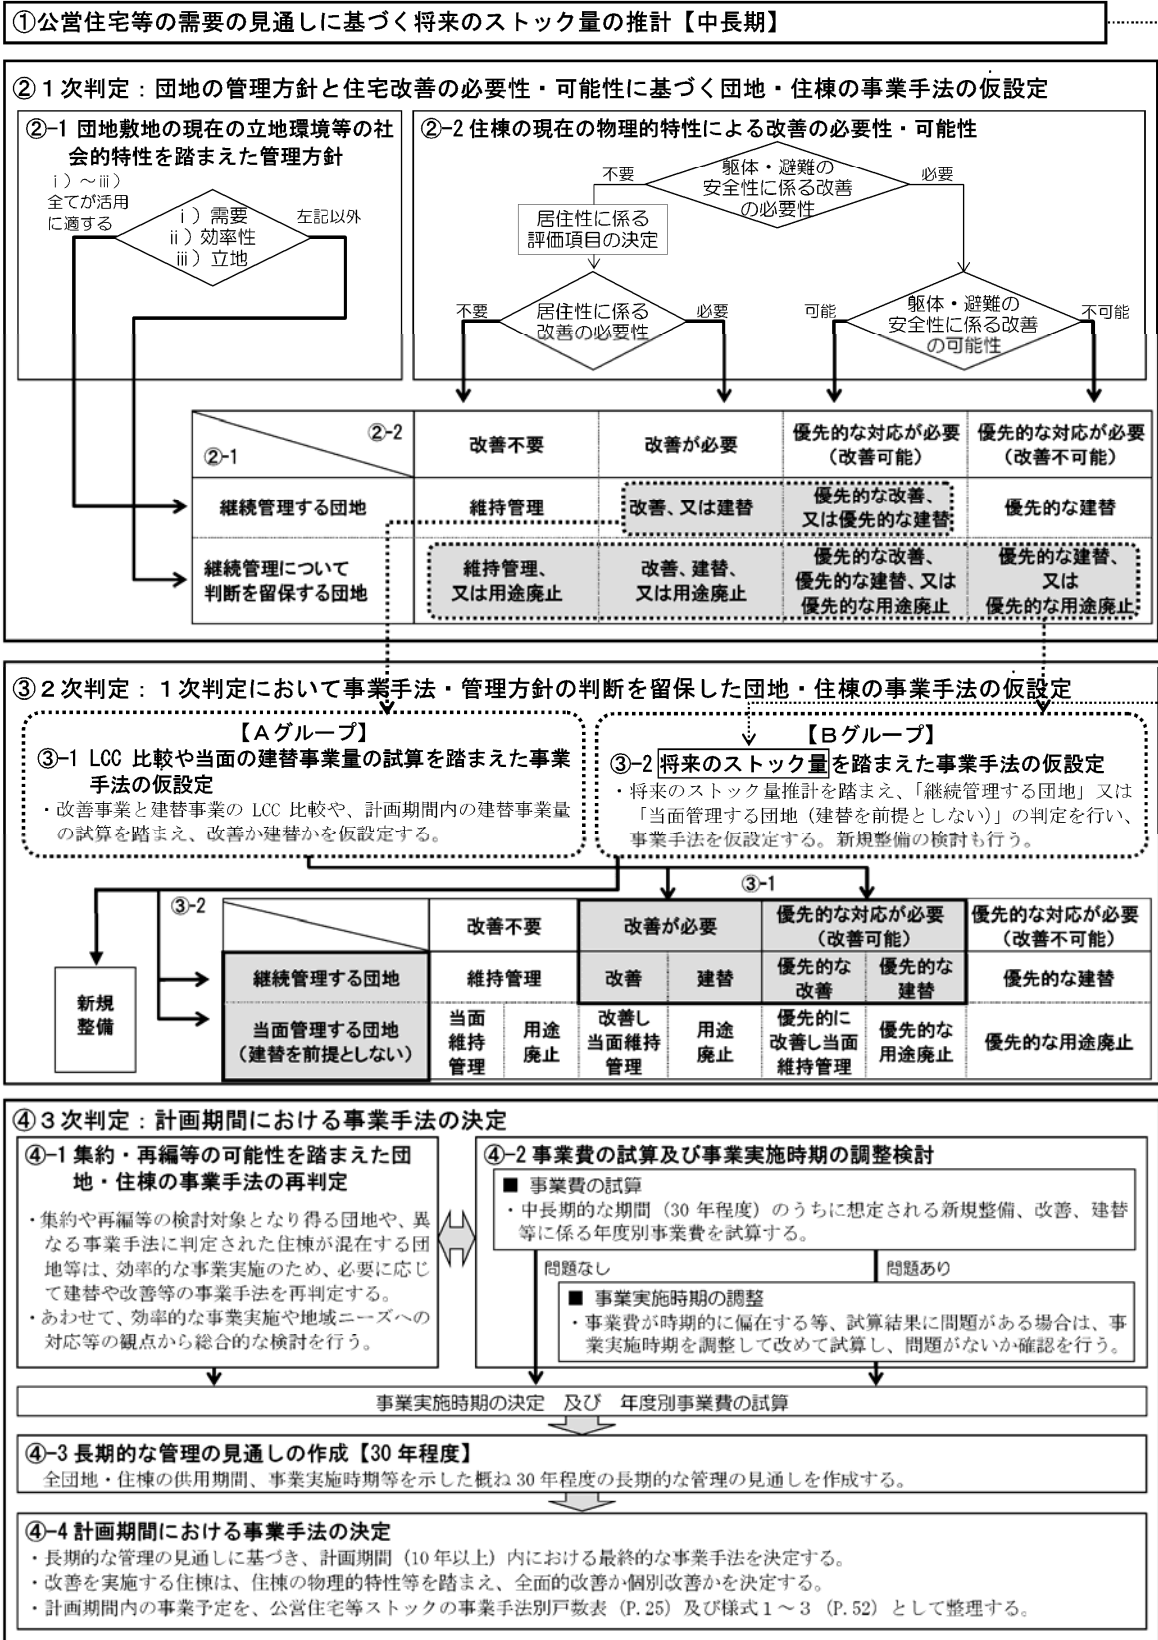 ①公営住宅等の需要の見通しに基づく将来のストック量の推計【中長期】
②１次判定：団地の管理方針と住宅改善の必要性・可能性に基づく団地・住棟の事業手法の仮設定
②-1 団地敷地の現在の立地環境等の社
会的特性を踏まえた管理方針
ⅰ）～ⅲ）
全てが活用
に適する
ⅰ）需要
ⅱ）効率性
ⅲ）立地
左記以外
②-2 住棟の現在の物理的特性による改善の必要性・可能性
躯体・避難の
安全性に係る改善
の必要性
不要
必要
居住性に係る
評価項目の決定
居住性に係る
改善の必要性
不要
必要
躯体・避難の
安全性に係る改善
の可能性
可能
不可能
②-2
②-1
改善不要
改善が必要
優先的な対応が必要
（改善可能）
優先的な対応が必要
（改善不可能）
継続管理する団地
維持管理
改善、又は建替
優先的な改善、
又は優先的な建替
優先的な建替
継続管理について
判断を留保する団地
維持管理、
又は用途廃止
改善、建替、
又は用途廃止
優先的な改善、
優先的な建替、又は
優先的な用途廃止
優先的な建替、
又は
優先的な用途廃止
③２次判定：１次判定において事業手法・管理方針の判断を留保した団地・住棟の事業手法の仮設定
【Ａグループ】
③-1 LCC 比較や当面の建替事業量の試算を踏まえた事業
手法の仮設定
・改善事業と建替事業の LCC 比較や、計画期間内の建替事業量
の試算を踏まえ、改善か建替かを仮設定する。
【Ｂグループ】
③-2 将来のストック量を踏まえた事業手法の仮設定
・将来のストック量推計を踏まえ、「継続管理する団地」又は
「当面管理する団地（建替を前提としない）」の判定を行い、
事業手法を仮設定する。新規整備の検討も行う。
③-1
③-2
新規
整備
改善不要
改善が必要
優先的な対応が必要
（改善可能）
優先的な対応が必要
（改善不可能）
継続管理する団地
維持管理
改善
建替
優先的な
改善
優先的な
建替
優先的な建替
当面管理する団地
（建替を前提としない）
当面
維持
管理
用途
廃止
改善し
当面維持
管理
用途
廃止
優先的に
改善し当面
維持管理
優先的な
用途廃止
優先的な用途廃止
④３次判定：計画期間における事業手法の決定
④-1 集約・再編等の可能性を踏まえた団
地・住棟の事業手法の再判定
・集約や再編等の検討対象となり得る団地や、異
なる事業手法に判定された住棟が混在する団
地等は、効率的な事業実施のため、必要に応じ
て建替や改善等の事業手法を再判定する。
・あわせて、効率的な事業実施や地域ニーズへの
対応等の観点から総合的な検討を行う。
④-2 事業費の試算及び事業実施時期の調整検討
■ 事業費の試算
・中長期的な期間（30 年程度）のうちに想定される新規整備、改善、建替
等に係る年度別事業費を試算する。
問題なし
問題あり
■ 事業実施時期の調整
・事業費が時期的に偏在する等、試算結果に問題がある場合は、事
業実施時期を調整して改めて試算し、問題がないか確認を行う。
事業実施時期の決定　及び　年度別事業費の試算
④-3 長期的な管理の見通しの作成【30 年程度】
全団地・住棟の供用期間、事業実施時期等を示した概ね 30 年程度の長期的な管理の見通しを作成する。
④-4 計画期間における事業手法の決定
・長期的な管理の見通しに基づき、計画期間（10 年以上）内における最終的な事業手法を決定する。
・改善を実施する住棟は、住棟の物理的特性等を踏まえ、全面的改善か個別改善かを決定する。
・計画期間内の事業予定を、公営住宅等ストックの事業手法別戸数表（P. 25）及び様式１～３（P. 52）として整理する。